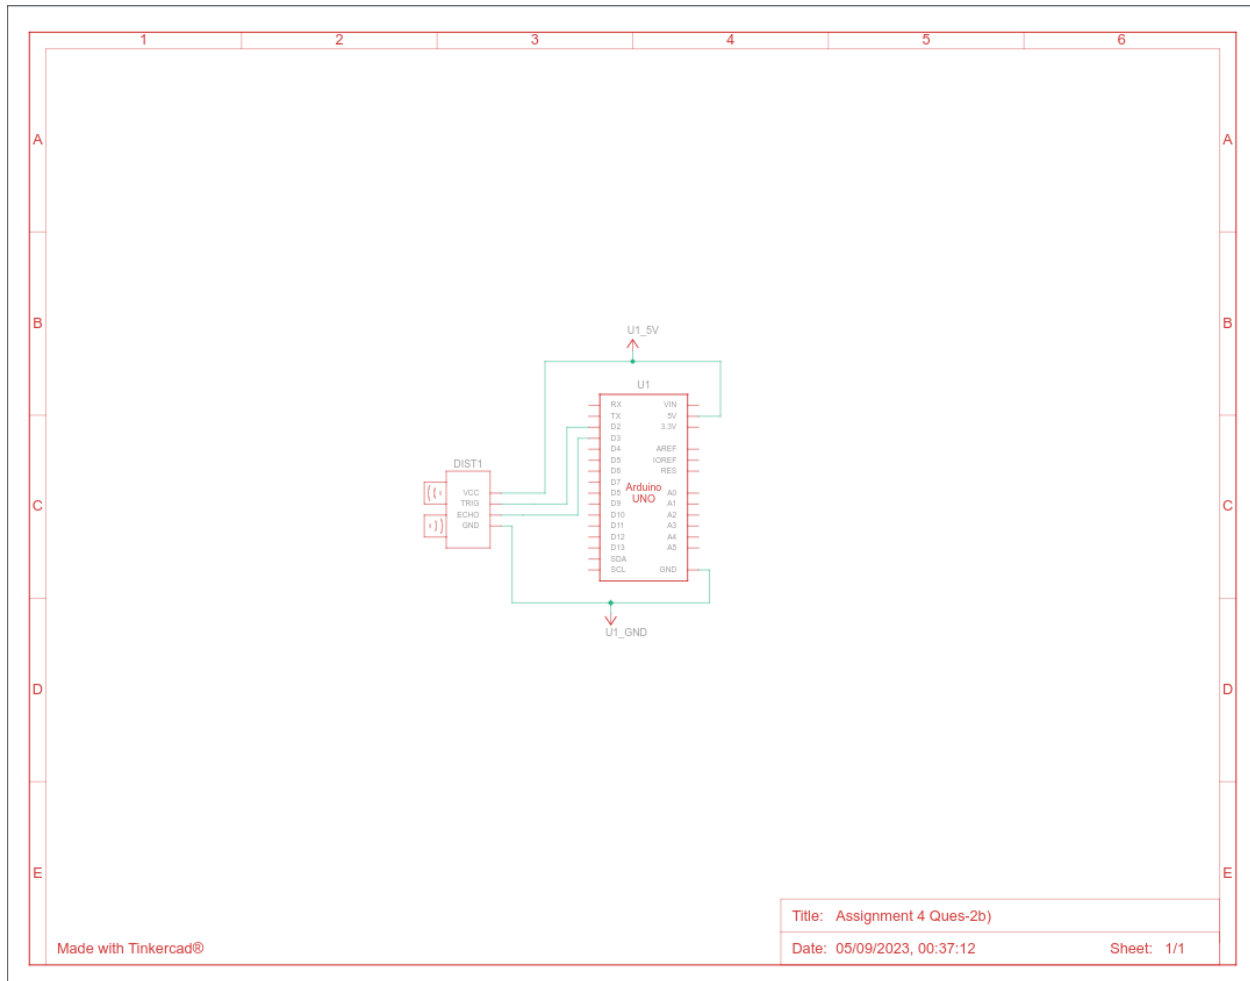 1 2 3 4 5 6
A A
B B
U1_5V
U1
RX VIN
TX 5V
D2 3.3V
D3
D4 AREF
D5 IOREF
DIST1
D6 RES
D7
Arduino
VCC D8 A0
UNO
TRIG D9 A1
C C
ECHO D10 A2
GND D11 A3
D12 A4
D13 A5
SDA
SCL GND
U1_GND
D D
E E
Title: Assignment 4 Ques-2b)
Made with Tinkercad®
Date: 05/09/2023, 00:37:12 Sheet: 1/1